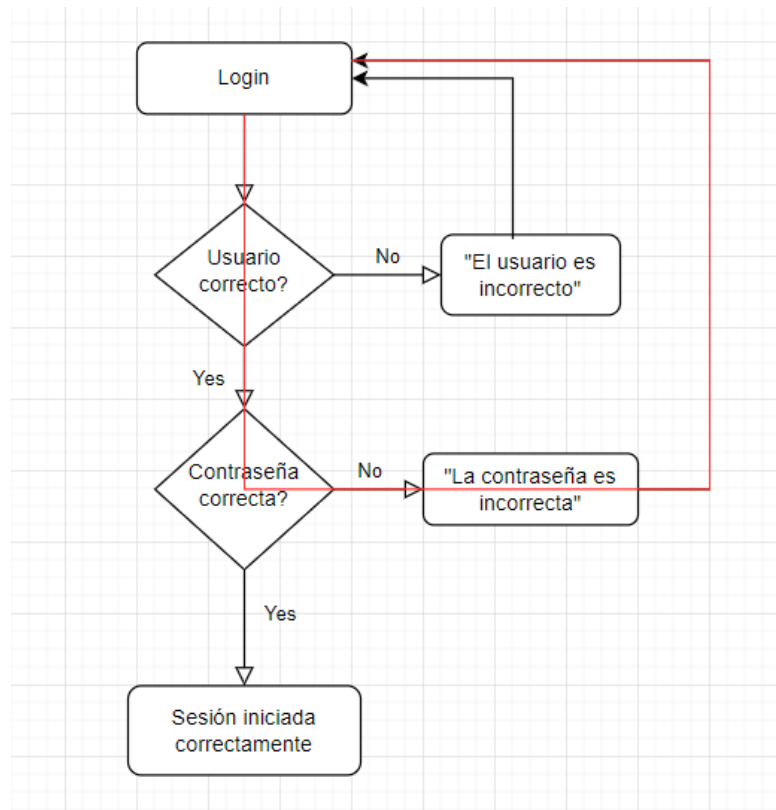 Login
Usuario
correcto?
No
"El usuario es
incorrecto"
Yes
Contraseña
correcta?
No
"La contraseña es
incorrecta"
Yes
Sesión iniciada
correctamente